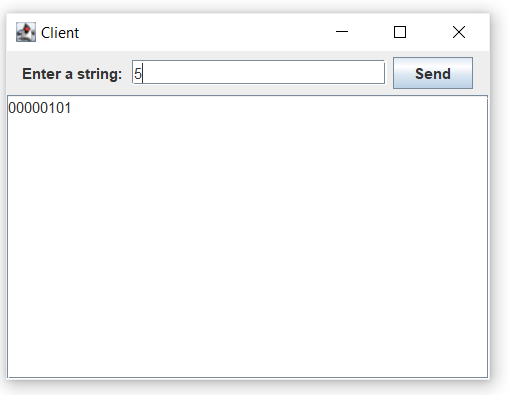 Client
Enter a string: 5 Send
00000101